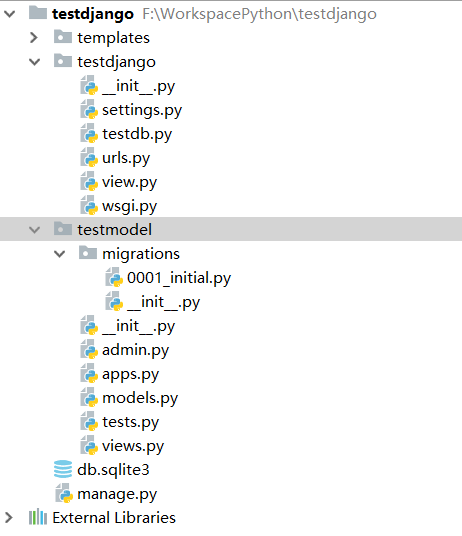 testdjango F:\WorkspacePython\testdjango
templates
testdjango
__init__.py
settings.py
testdb.py
urls.py
view.py
wsgi.py
testmodel
migrations
0001_initial.py
__init__.py
__init__.py
admin.py
apps.py
models.py
tests.py
views.py
db.sqlite3
manage.py
External Libraries